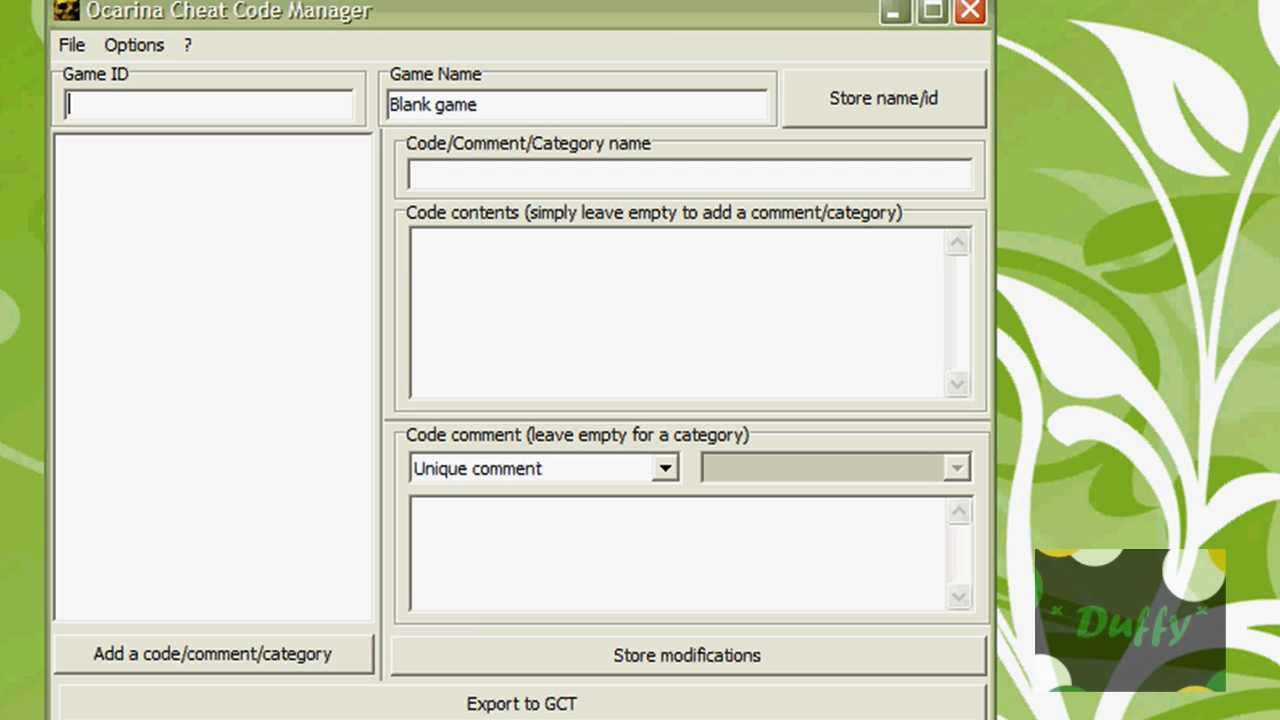 Ocarina Cheat Code Manager
File Options ?
Game ID
Game Name
Blank game
Store name/id
Code/Comment/Category name
Code contents (simply leave empty to add a comment/category)
Code comment (leave empty for a category)
Unique comment
Add a code/comment/category
Store modifications
Export to GCT
* Duffy *